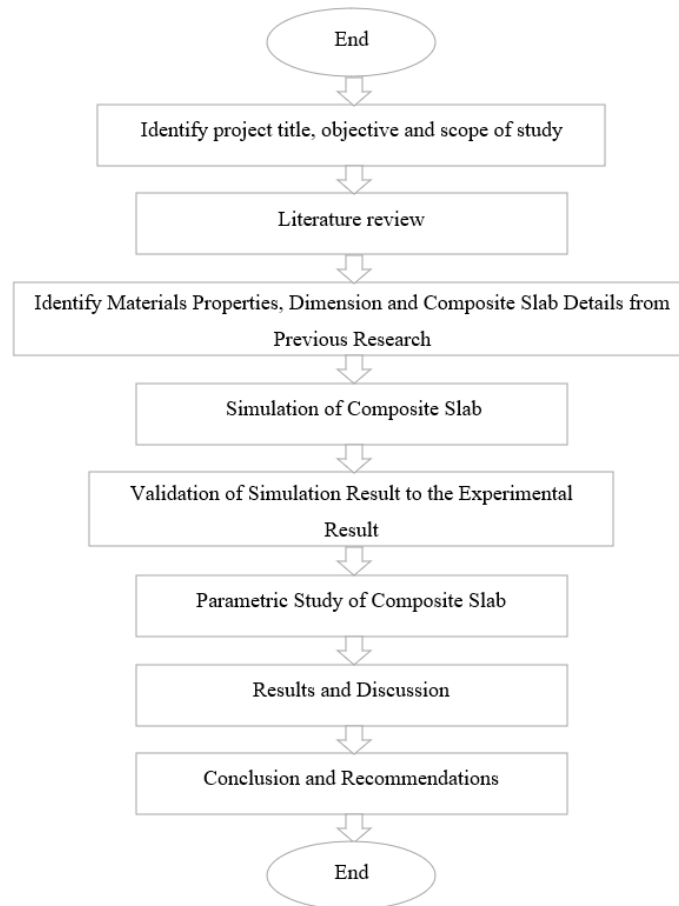 End
Identify project title, objective and scope of study
Literature review
Identify Materials Properties, Dimension and Composite Slab Details from
Previous Research
Simulation of Composite Slab
Validation of Simulation Result to the Experimental
Result
Parametric Study of Composite Slab
Results and Discussion
Conclusion and Recommendations
End